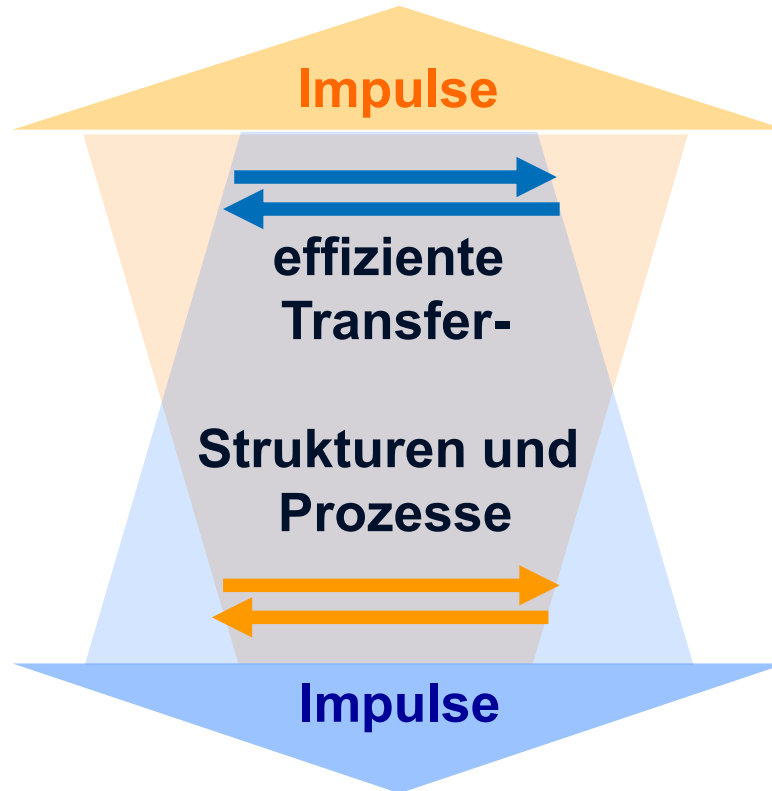 Impulse
effiziente
Transfer-
Strukturen und
Prozesse
Impulse